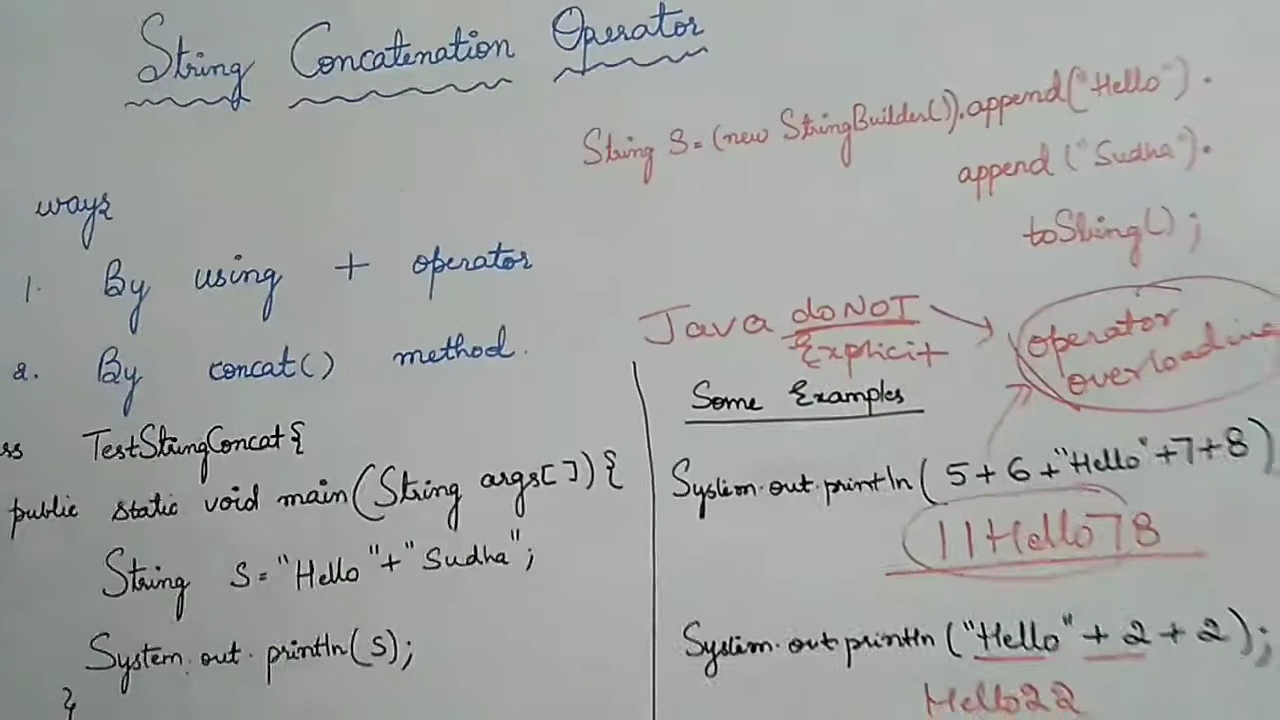 String Concatenation Operator
String S = (new StringBuilder()).append("Hello").
append ("Sudha").
toString();
ways
1. By using + operator
2. By concat() method.
ss TestStringConcat{
public static void main(String args[]){
String S = "Hello"+"Sudha";
System.out.println(S);
}
Java do NOT
Explicit
operator
overloading
Some Examples
System.out.println(5+6+"Hello"+7+8)
11Hello78
System.out.println("Hello" + 2 + 2);
Hello22